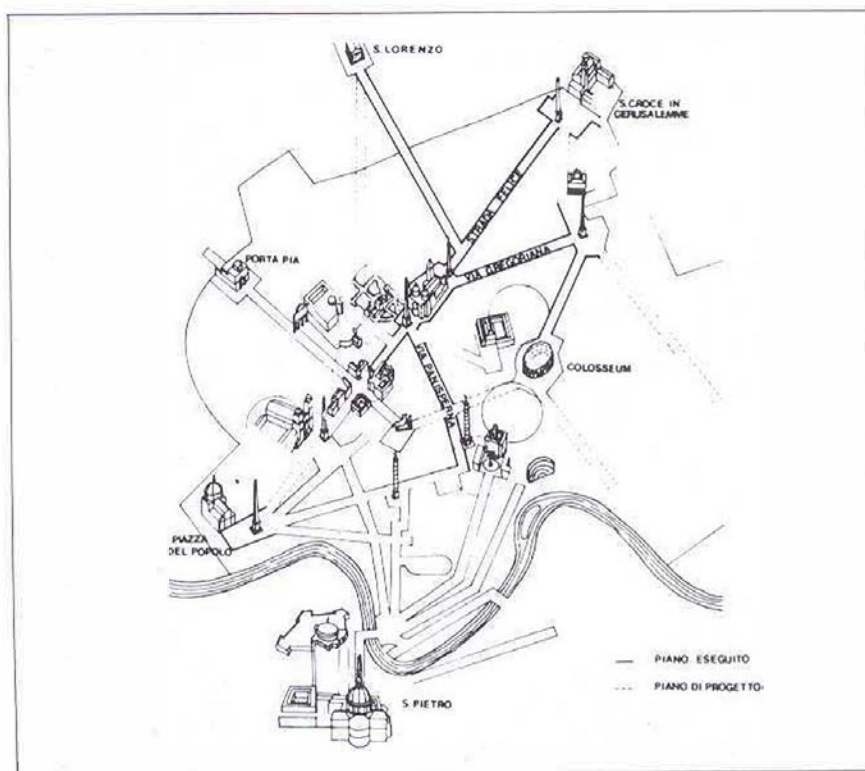 S. LORENZO
S. CROCE IN
GERUSALEMME
STRADA FELICE
PORTA PIA
VIA GREGORIANA
VIA PANISPERNA
COLOSSEUM
PIAZZA
DEL POPOLO
PIANO ESEGUITO
PIANO DI PROGETTO
S. PIETRO